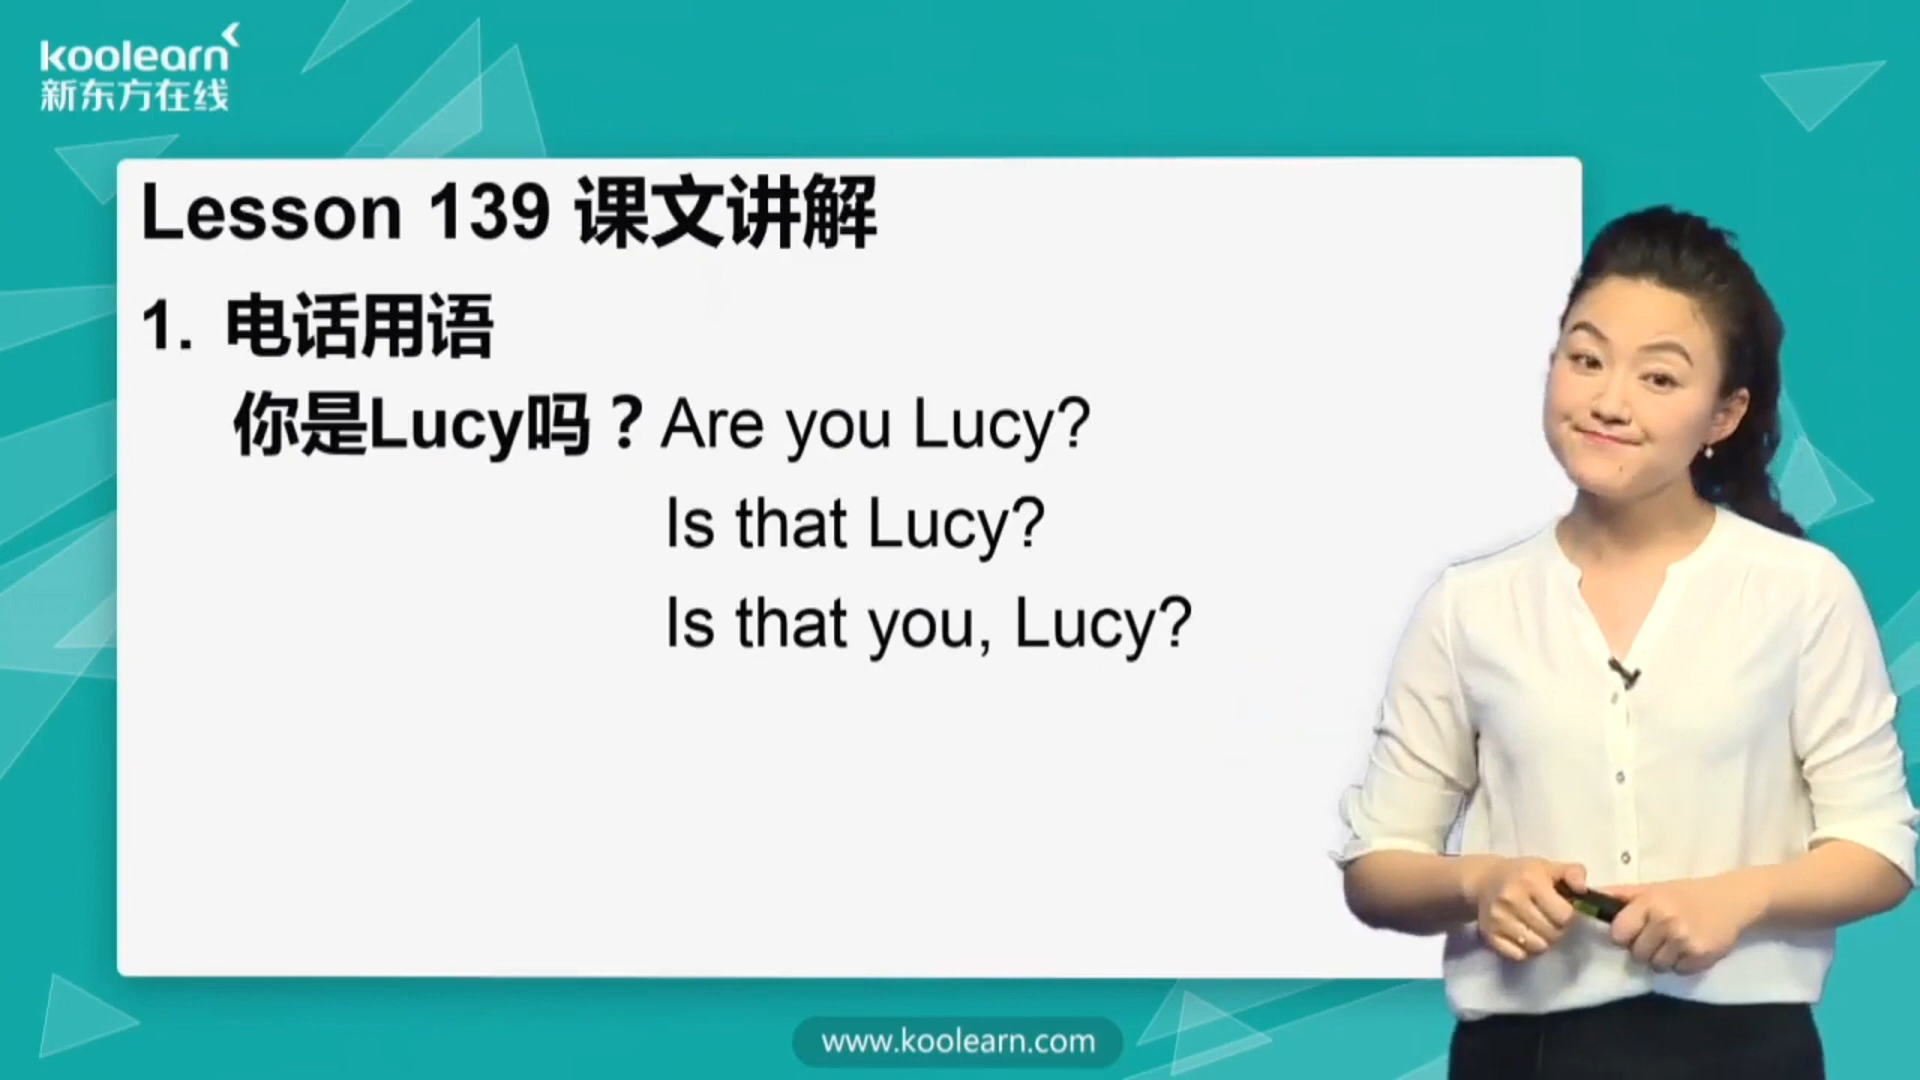 koolearn
新东方在线
Lesson 139 课文讲解
1. 电话用语
你是Lucy吗？Are you Lucy?
Is that Lucy?
Is that you, Lucy?
www.koolearn.com